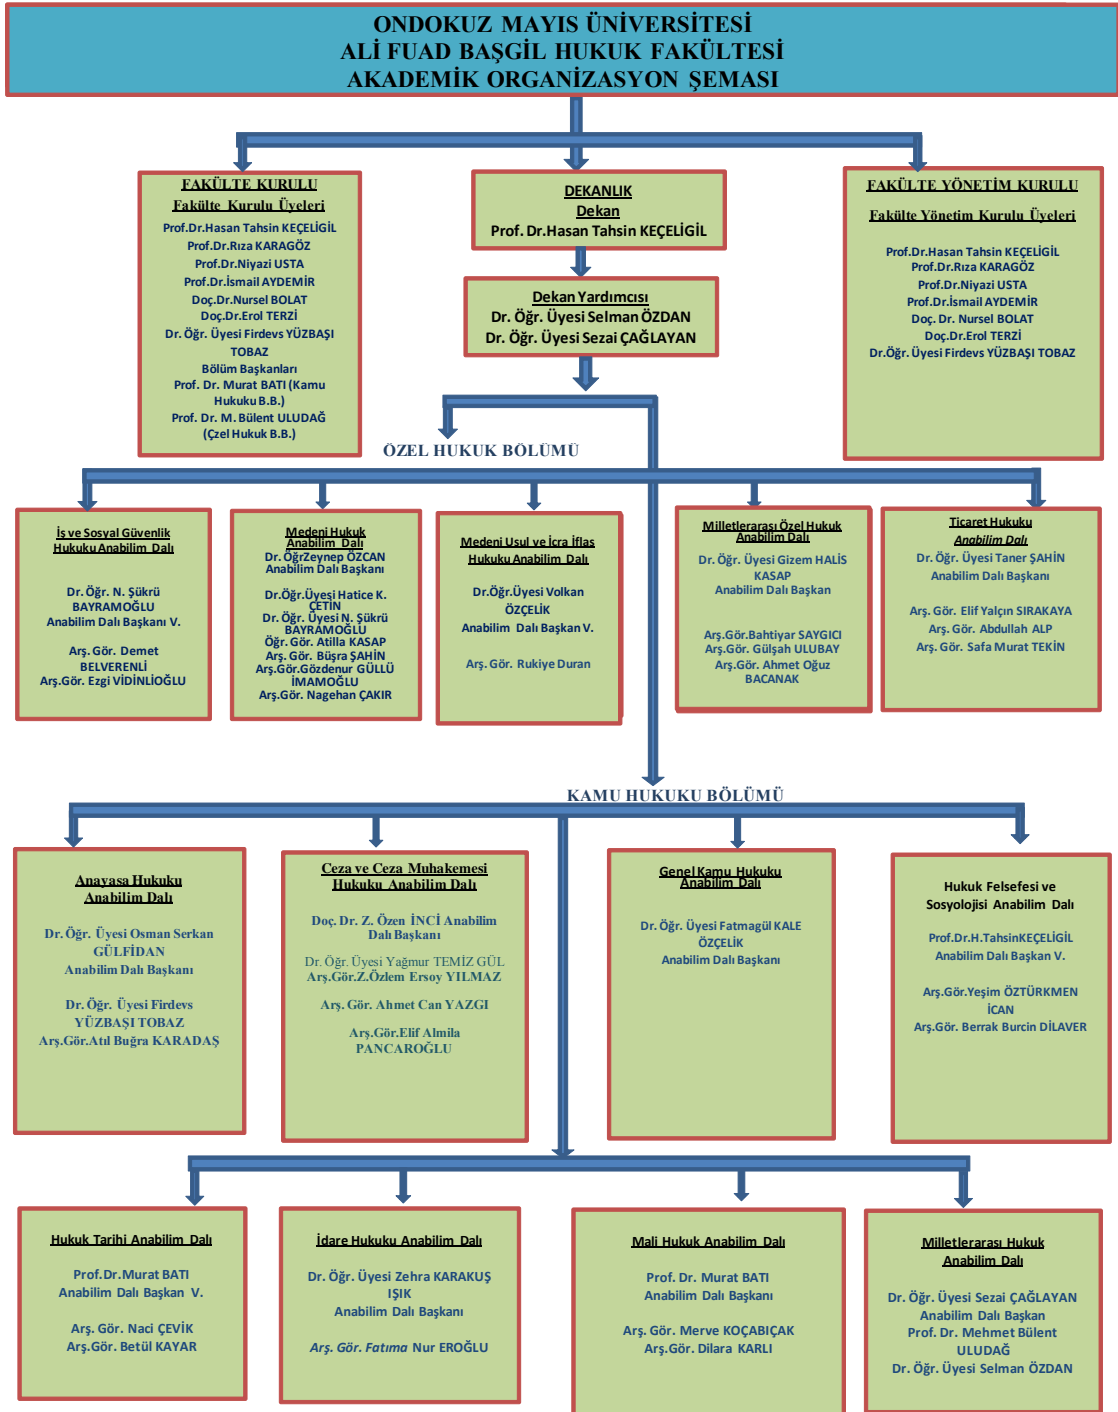 ONDOKUZ MAYIS ÜNİVERSİTESİ
ALİ FUAD BAŞGİL HUKUK FAKÜLTESİ
AKADEMİK ORGANİZASYON ŞEMASI
FAKÜLTE KURULU
Fakülte Kurulu Üyeleri
Prof.Dr.Hasan Tahsin KEÇELİGİL
Prof.Dr.Rıza KARAGÖZ
Prof.Dr.Niyazi USTA
Prof.Dr.İsmail AYDEMİR
Doç.Dr.Nursel BOLAT
Doç.Dr.Erol TERZİ
Dr. Öğr. Üyesi Firdevs YÜZBAŞI
TOBAZ
Bölüm Başkanları
Prof. Dr. Murat BATI (Kamu
Hukuku B.B.)
Prof. Dr. M. Bülent ULUDAĞ
(Çzel Hukuk B.B.)
DEKANLIK
Dekan
Prof. Dr.Hasan Tahsin KEÇELİGİL
Dekan Yardımcısı
Dr. Öğr. Üyesi Selman ÖZDAN
Dr. Öğr. Üyesi Sezai ÇAĞLAYAN
FAKÜLTE YÖNETİM KURULU
Fakülte Yönetim Kurulu Üyeleri
Prof.Dr.Hasan Tahsin KEÇELİGİL
Prof.Dr.Rıza KARAGÖZ
Prof.Dr.Niyazi USTA
Prof.Dr.İsmail AYDEMİR
Doç. Dr. Nursel BOLAT
Doç.Dr.Erol TERZİ
Dr.Öğr. Üyesi Firdevs YÜZBAŞI TOBAZ
ÖZEL HUKUK BÖLÜMÜ
İş ve Sosyal Güvenlik
Hukuku Anabilim Dalı
Dr. Öğr. N. Şükrü
BAYRAMOĞLU
Anabilim Dalı Başkanı V.
Arş. Gör. Demet
BELVERENLİ
Arş.Gör. Ezgi VİDİNLİOĞLU
Medeni Hukuk
Anabilim Dalı
Dr. ÖğrZeynep ÖZCAN
Anabilim Dalı Başkanı
Dr.Öğr.Üyesi Hatice K.
ÇETİN
Dr. Öğr. Üyesi N. Şükrü
BAYRAMOĞLU
Öğr. Gör. Atilla KASAP
Arş. Gör. Büşra ŞAHİN
Arş.Gör.Gözdenur GÜLLÜ
İMAMOĞLU
Arş.Gör. Nagehan ÇAKIR
Medeni Usul ve İcra İflas
Hukuku Anabilim Dalı
Dr.Öğr.Üyesi Volkan
ÖZÇELİK
Anabilim Dalı Başkan V.
Arş. Gör. Rukiye Duran
Milletlerarası Özel Hukuk
Anabilim Dalı
Dr. Öğr. Üyesi Gizem HALİS
KASAP
Anabilim Dalı Başkan
Arş.Gör.Bahtiyar SAYGICI
Arş.Gör. Gülşah ULUBAY
Arş.Gör. Ahmet Oğuz
BACANAK
Ticaret Hukuku
Anabilim Dalı
Dr. Öğr. Üyesi Taner ŞAHİN
Anabilim Dalı Başkanı
Arş. Gör. Elif Yalçın SIRAKAYA
Arş. Gör. Abdullah ALP
Arş. Gör. Safa Murat TEKİN
KAMU HUKUKU BÖLÜMÜ
Anayasa Hukuku
Anabilim Dalı
Dr. Öğr. Üyesi Osman Serkan
GÜLFİDAN
Anabilim Dalı Başkanı
Dr. Öğr. Üyesi Firdevs
YÜZBAŞI TOBAZ
Arş.Gör.Atıl Buğra KARADAŞ
Ceza ve Ceza Muhakemesi
Hukuku Anabilim Dalı
Doç. Dr. Z. Özen İNCİ Anabilim
Dalı Başkanı
Dr. Öğr. Üyesi Yağmur TEMİZ GÜL
Arş.Gör.Z.Özlem Ersoy YILMAZ
Arş. Gör. Ahmet Can YAZGI
Arş.Gör.Elif Almila
PANCAROĞLU
Genel Kamu Hukuku
Anabilim Dalı
Dr. Öğr. Üyesi Fatmagül KALE
ÖZÇELİK
Anabilim Dalı Başkanı
Hukuk Felsefesi ve
Sosyolojisi Anabilim Dalı
Prof.Dr.H.TahsinKEÇELİGİL
Anabilim Dalı Başkan V.
Arş.Gör.Yeşim ÖZTÜRKMEN
İCAN
Arş.Gör. Berrak Burcin DİLAVER
Hukuk Tarihi Anabilim Dalı
Prof.Dr.Murat BATI
Anabilim Dalı Başkan V.
Arş. Gör. Naci ÇEVİK
Arş.Gör. Betül KAYAR
İdare Hukuku Anabilim Dalı
Dr. Öğr. Üyesi Zehra KARAKUŞ
IŞIK
Anabilim Dalı Başkanı
Arş. Gör. Fatıma Nur EROĞLU
Mali Hukuk Anabilim Dalı
Prof. Dr. Murat BATI
Anabilim Dalı Başkanı
Arş. Gör. Merve KOÇABIÇAK
Arş.Gör. Dilara KARLI
Milletlerarası Hukuk
Anabilim Dalı
Dr. Öğr. Üyesi Sezai ÇAĞLAYAN
Anabilim Dalı Başkan
Prof. Dr. Mehmet Bülent
ULUDAĞ
Dr. Öğr. Üyesi Selman ÖZDAN